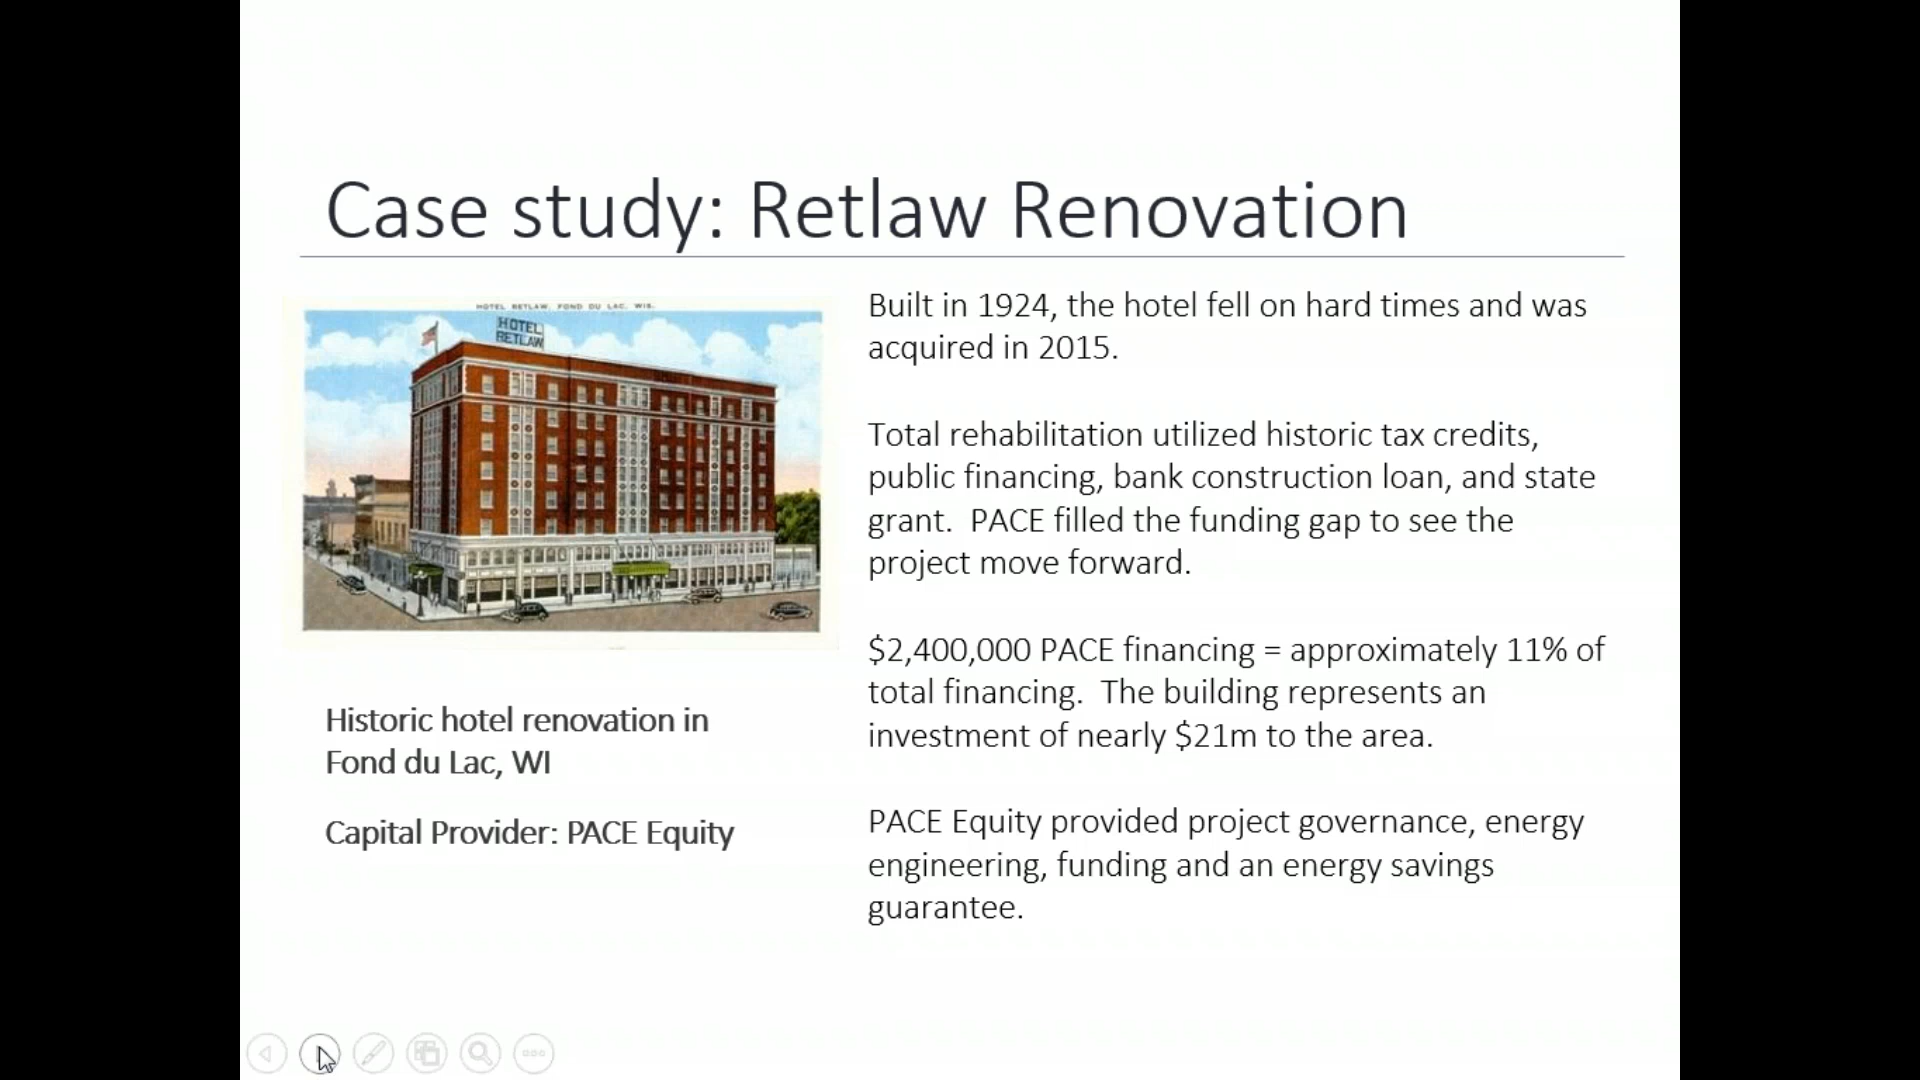 Case study: Retlaw Renovation
HOTEL RETLAW, FOND DU LAC, WIS.
HOTEL
RETLAW
Historic hotel renovation in
Fond du Lac, WI
Capital Provider: PACE Equity
Built in 1924, the hotel fell on hard times and was
acquired in 2015.
Total rehabilitation utilized historic tax credits,
public financing, bank construction loan, and state
grant.  PACE filled the funding gap to see the
project move forward.
$2,400,000 PACE financing = approximately 11% of
total financing.  The building represents an
investment of nearly $21m to the area.
PACE Equity provided project governance, energy
engineering, funding and an energy savings
guarantee.